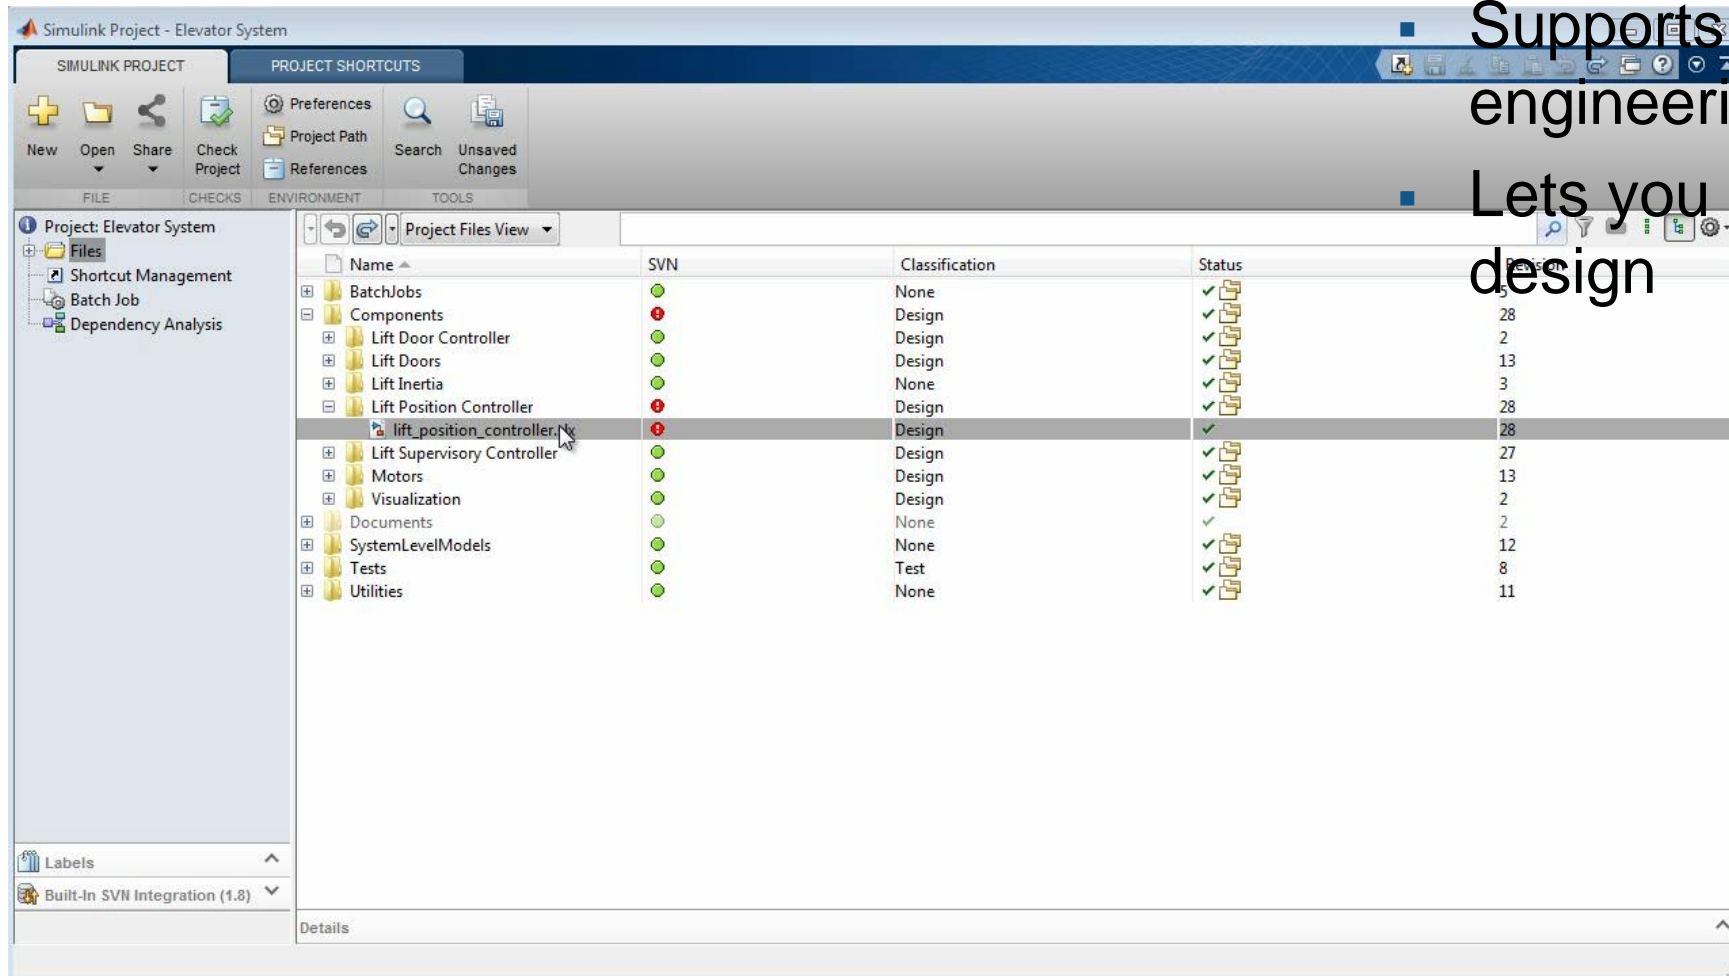 Simulink Project - Elevator System
Supports
SIMULINK PROJECT PROJECT SHORTCUTS
engineeri
New Open Share Check Project Preferences Project Path References Search Unsaved Changes
FILE CHECKS ENVIRONMENT TOOLS
Lets you
design
Project: Elevator System
Files
Shortcut Management
Batch Job
Dependency Analysis
Project Files View
Name SVN Classification Status Revision
BatchJobs None 5
Components Design 28
Lift Door Controller Design 2
Lift Doors Design 13
Lift Inertia None 3
Lift Position Controller Design 28
lift_position_controller. Design 28
Lift Supervisory Controller Design 27
Motors Design 13
Visualization Design 2
Documents None 2
SystemLevelModels None 12
Tests Test 8
Utilities None 11
Labels
Built-In SVN Integration (1.8)
Details